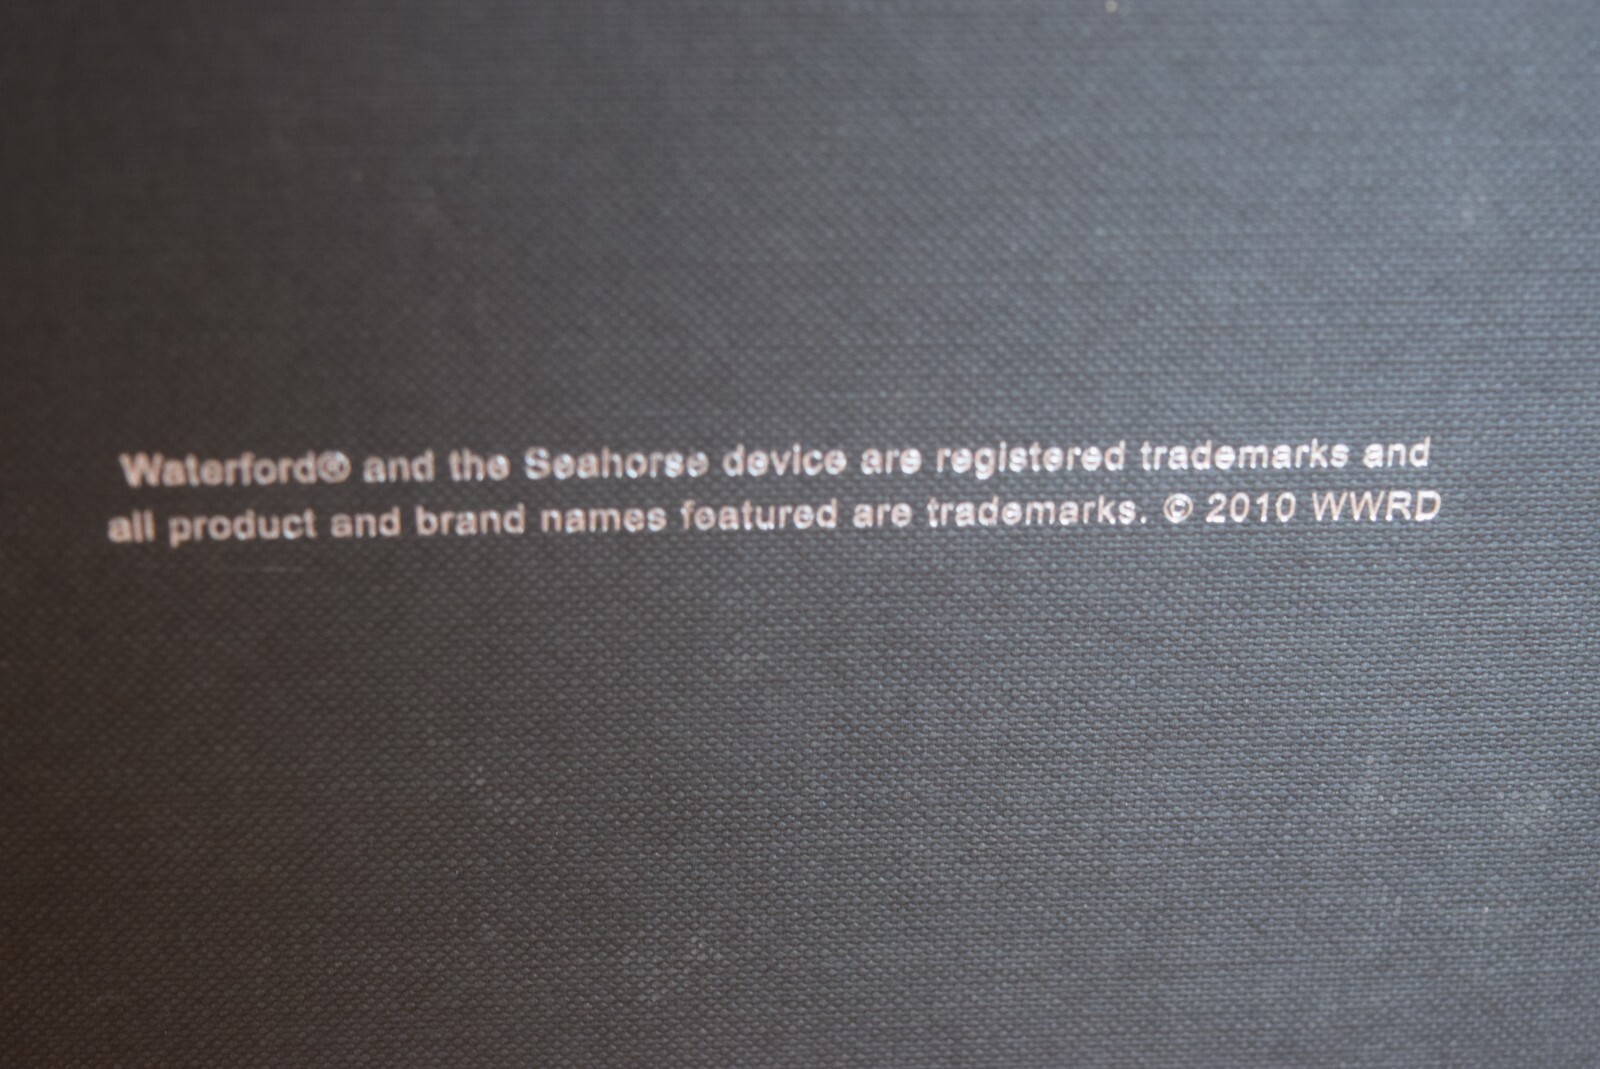 Waterford® and the Seahorse device are registered trademarks and
all product and brand names featured are trademarks. © 2010 WWRD